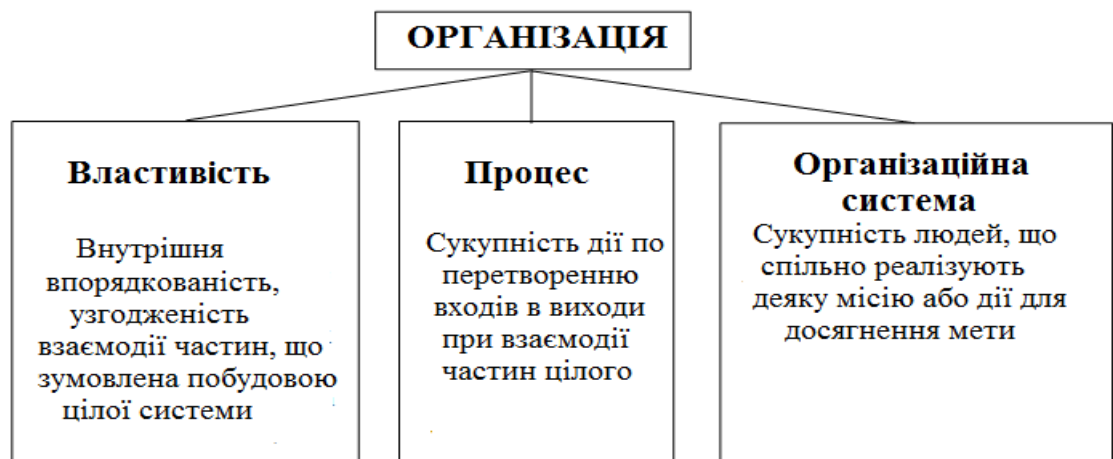 ОРГАНІЗАЦІЯ
Властивість
Внутрішня
впорядкованість,
узгодженість
взаємодії частин, що
зумовлена побудовою
цілої системи
Процес
Сукупність дії по
перетворенню
входів в виходи
при взаємодії
частин цілого
Організаційна
система
Сукупність людей, що
спільно реалізують
деяку місію або дії для
досягнення мети